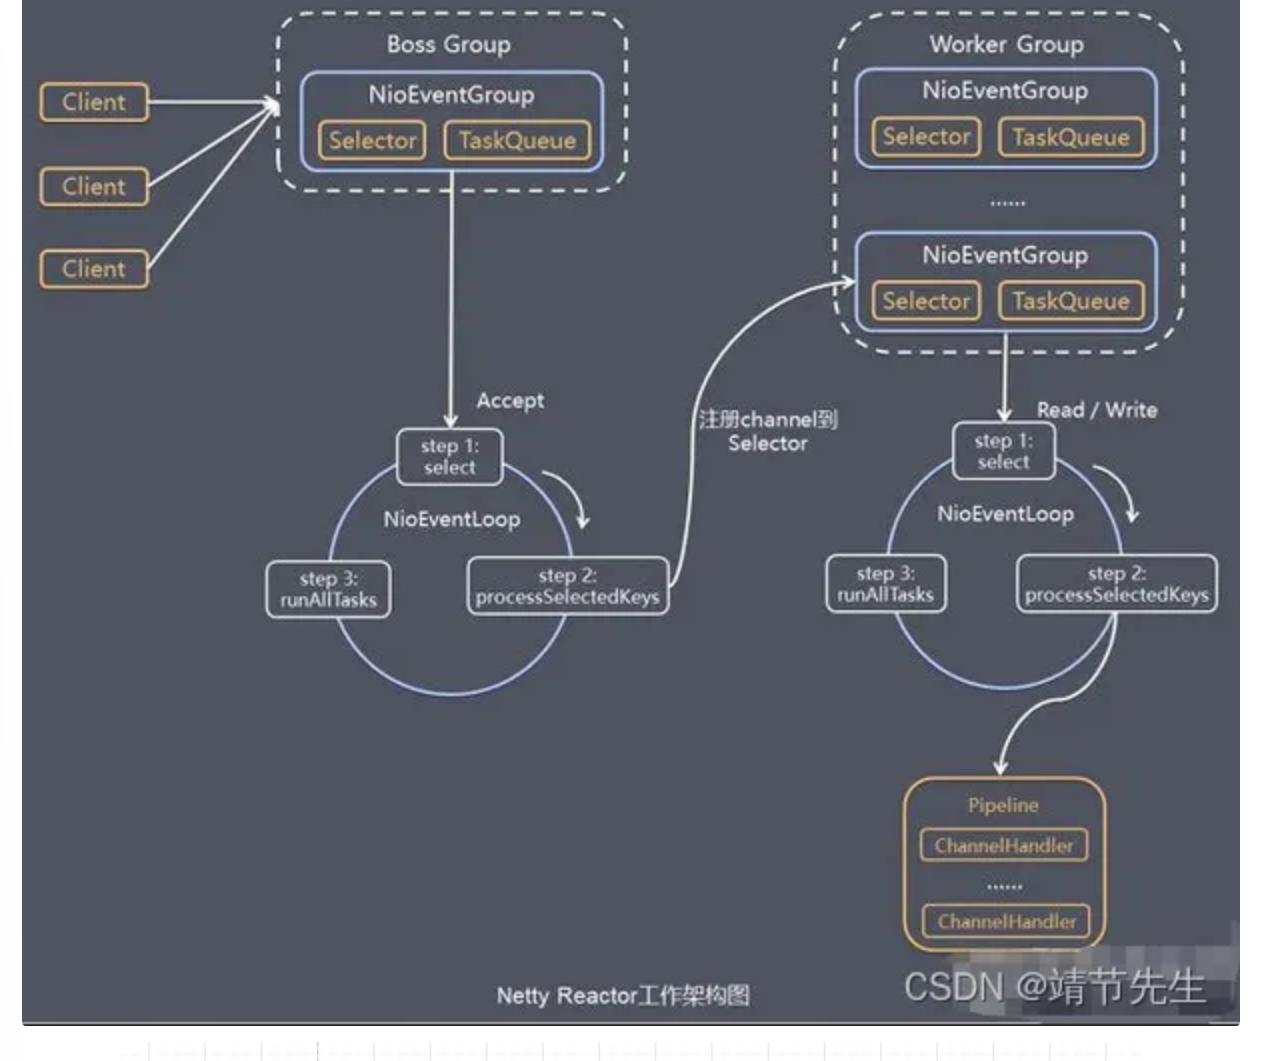 Boss Group
NioEventGroup
Selector
TaskQueue
Client
Client
Client
Worker Group
NioEventGroup
Selector
TaskQueue
......
NioEventGroup
Selector
TaskQueue
Accept
step 1:
select
NioEventLoop
step 2:
processSelectedKeys
step 3:
runAllTasks
注册channel到
Selector
Read / Write
step 1:
select
NioEventLoop
step 2:
processSelectedKeys
step 3:
runAllTasks
Pipeline
ChannelHandler
......
ChannelHandler
Netty Reactor工作架构图
CSDN @靖节先生